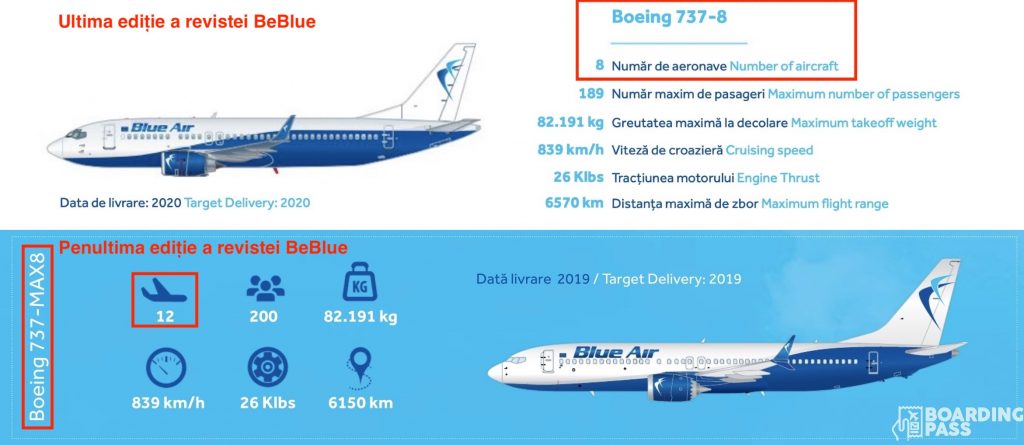 Ultima ediție a revistei BeBlue
Blue Air
Data de livrare: 2020 Target Delivery: 2020
Boeing 737-8
8 Număr de aeronave Number of aircraft
189 Număr maxim de pasageri Maximum number of passengers
82.191 kg Greutatea maximă la decolare Maximum takeoff weight
839 km/h Viteză de croazieră Cruising speed
26 Klbs Tracțiunea motorului Engine Thrust
6570 km Distanța maximă de zbor Maximum flight range
Penultima ediție a revistei BeBlue
Boeing 737-MAX8
KG
12 200 82.191 kg
839 km/h 26 Klbs 6150 km
Dată livrare 2019 / Target Delivery: 2019
Blue Air
BOARDING
PASS